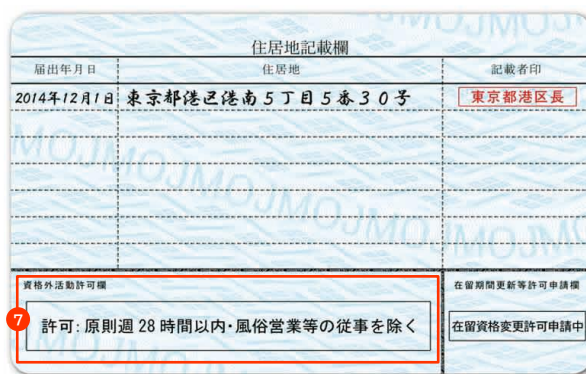 住居地記載欄
届出年月日 住居地 記載者印
2014年12月1日 東京都港区港南5丁目5番30号 東京都港区長
MOJMOJMOJMOJMOJMOJ
資格外活動許可欄 在留期間更新等許可申請欄
7 許可: 原則週 28 時間以内・風俗営業等の従事を除く 在留資格変更許可申請中